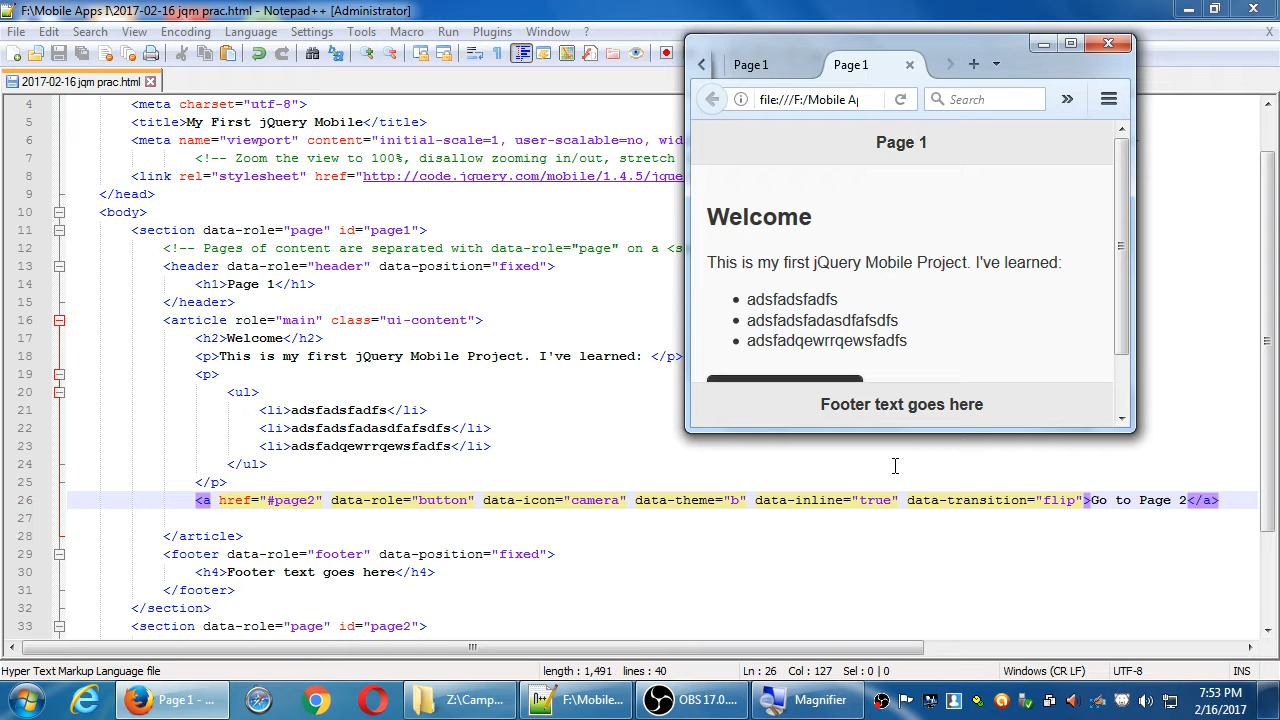 F:\Mobile Apps I\2017-02-16 jqm prac.html - Notepad++ [Administrator]
File Edit Search View Encoding Language Settings Tools Macro Run Plugins Window ? X
2017-02-16 jqm prac.html
4 <meta charset="utf-8">
5 <title>My First jQuery Mobile</title>
6 <meta name="viewport" content="initial-scale=1, user-scalable=no, wid
7 <!-- Zoom the view to 100%, disallow zooming in/out, stretch
8 <link rel="stylesheet" href="http://code.jquery.com/mobile/1.4.5/jque
9 </head>
10 <body>
11 <section data-role="page" id="page1">
12 <!-- Pages of content are separated with data-role="page" on a <s
13 <header data-role="header" data-position="fixed">
14 <h1>Page 1</h1>
15 </header>
16 <article role="main" class="ui-content">
17 <h2>Welcome</h2>
18 <p>This is my first jQuery Mobile Project. I've learned: </p>
19 <p>
20 <ul>
21 <li>adsfadsfadfs</li>
22 <li>adsfadsfadasdfafsdfs</li>
23 <li>adsfadqewrrqewsfadfs</li>
24 </ul>
25 </p>
26 <a href="#page2" data-role="button" data-icon="camera" data-theme="b" data-inline="true" data-transition="flip">Go to Page 2</a>
27
28 </article>
29 <footer data-role="footer" data-position="fixed">
30 <h4>Footer text goes here</h4>
31 </footer>
32 </section>
33 <section data-role="page" id="page2">
Page 1 Page 1
file:///F:/Mobile Ap Search
Page 1
Welcome
This is my first jQuery Mobile Project. I've learned:
adsfadsfadfs
adsfadsfadasdfafsdfs
adsfadqewrrqewsfadfs
Footer text goes here
Hyper Text Markup Language file length : 1,491 lines : 40 Ln : 26 Col : 127 Sel : 0 | 0 Windows (CR LF) UTF-8 INS
Page 1 - ... Z:\Camp... F:\Mobile... OBS 17.0.... Magnifier
7:53 PM
2/16/2017